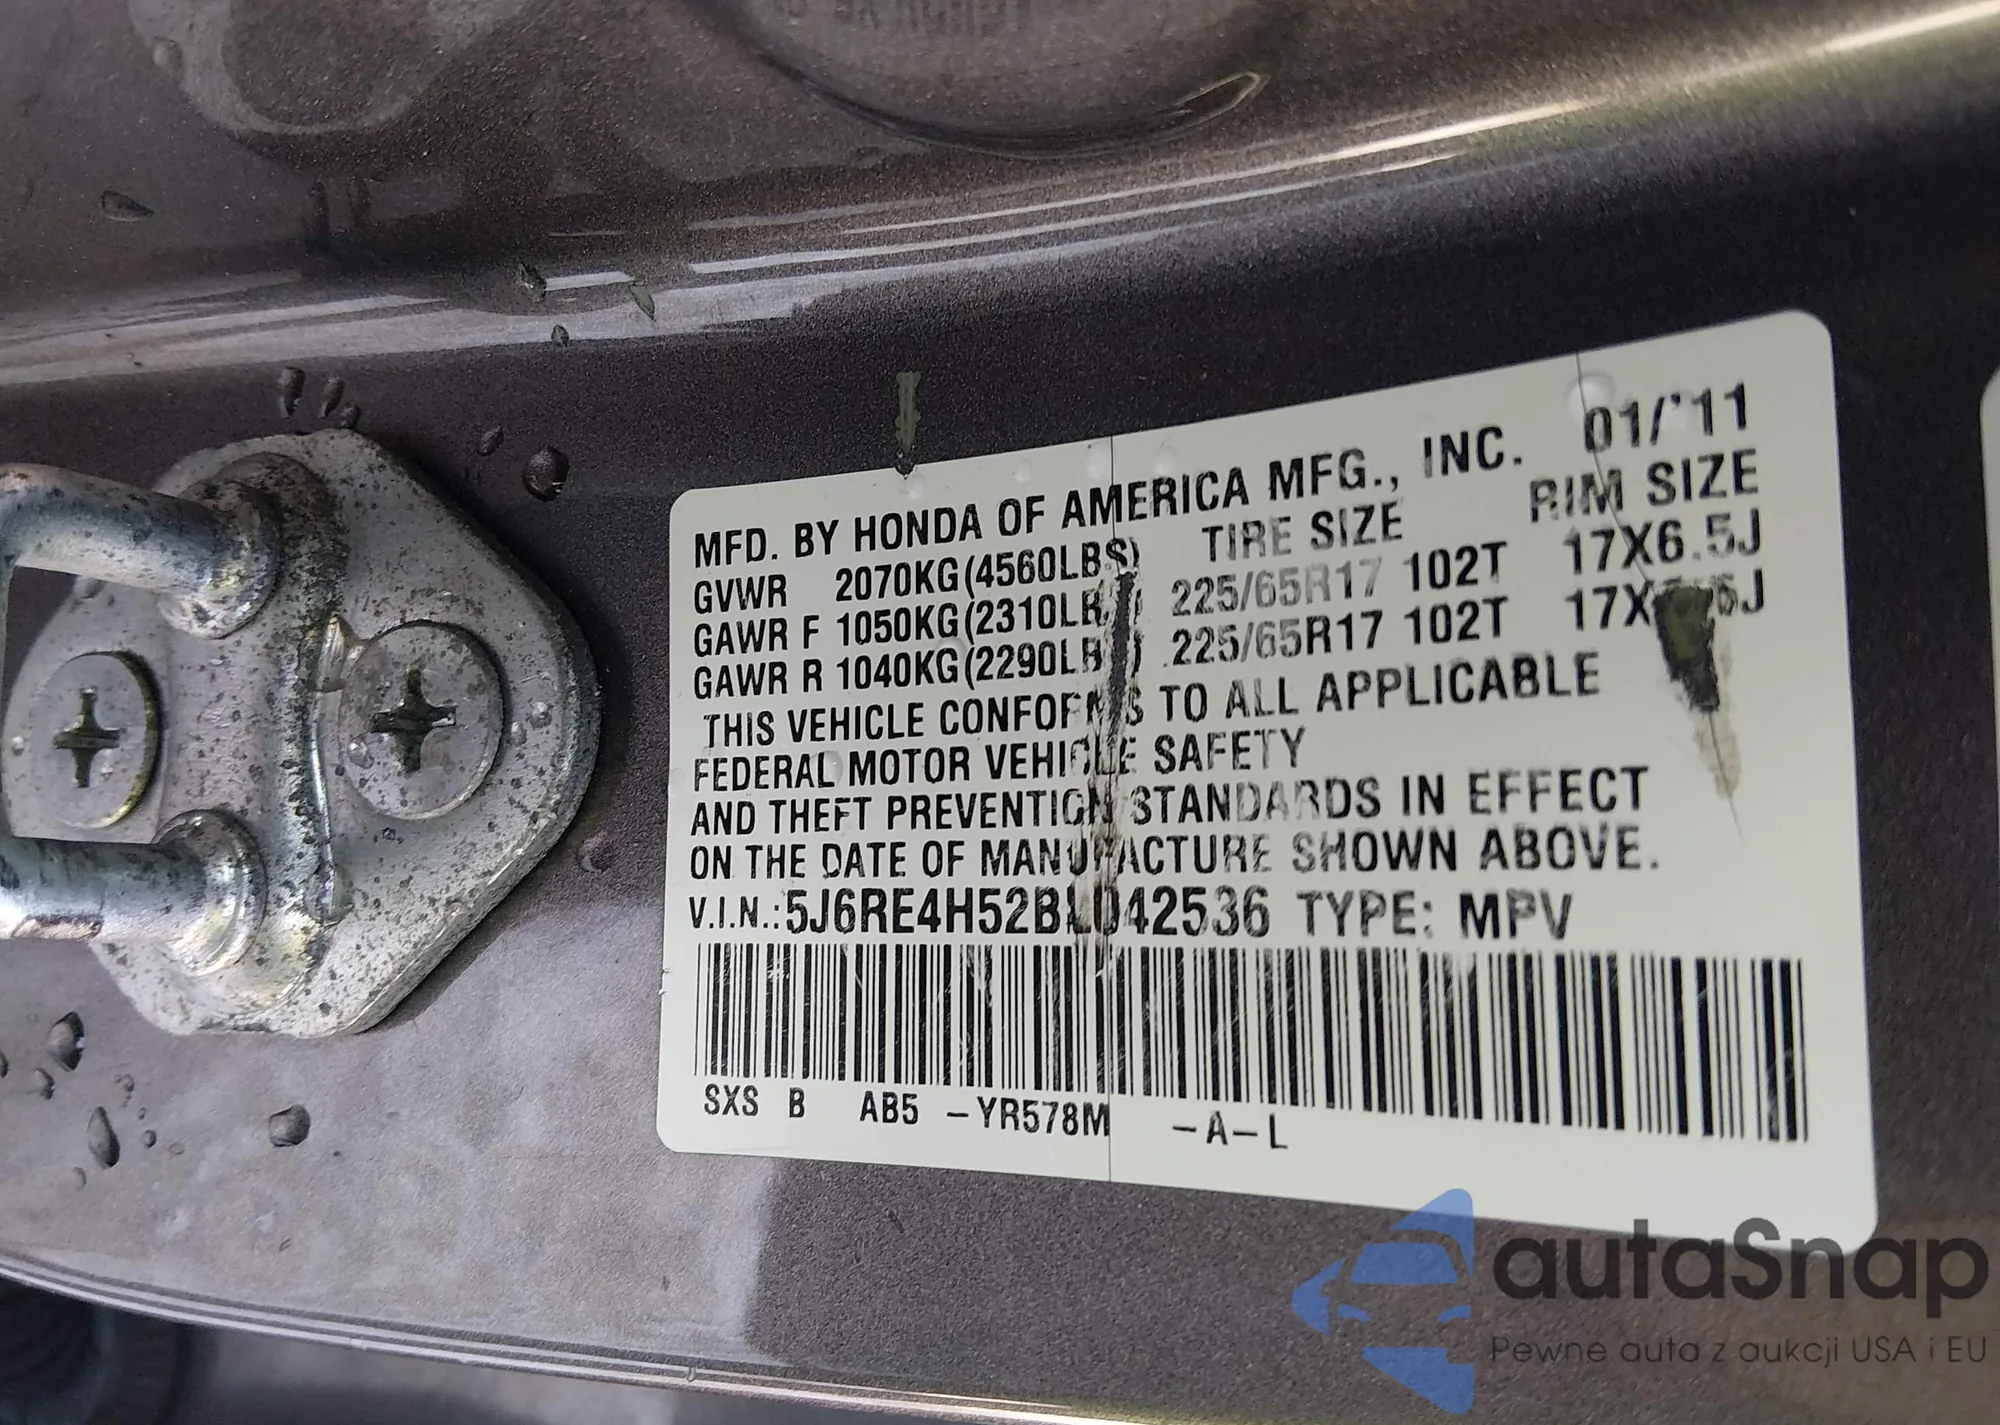 MFD. BY HONDA OF AMERICA MFG., INC. 01/'11
GVWR 2070KG(4560LBS) TIRE SIZE RIM SIZE
GAWR F 1050KG(2310LB 225/65R17 102T 17X6.5J
GAWR R 1040KG(2290LB 225/65R17 102T
THIS VEHICLE CONFORMS TO ALL APPLICABLE
FEDERAL MOTOR VEHICLE SAFETY
AND THEFT PREVENTION STANDARDS IN EFFECT
ON THE DATE OF MANUFACTURE SHOWN ABOVE.
V.I.N.:5J6RE4H52BL042536 TYPE: MPV
SXS B AB5 -YR578M -A-L
autaSnap
Pewne auta z aukcji USA i EU